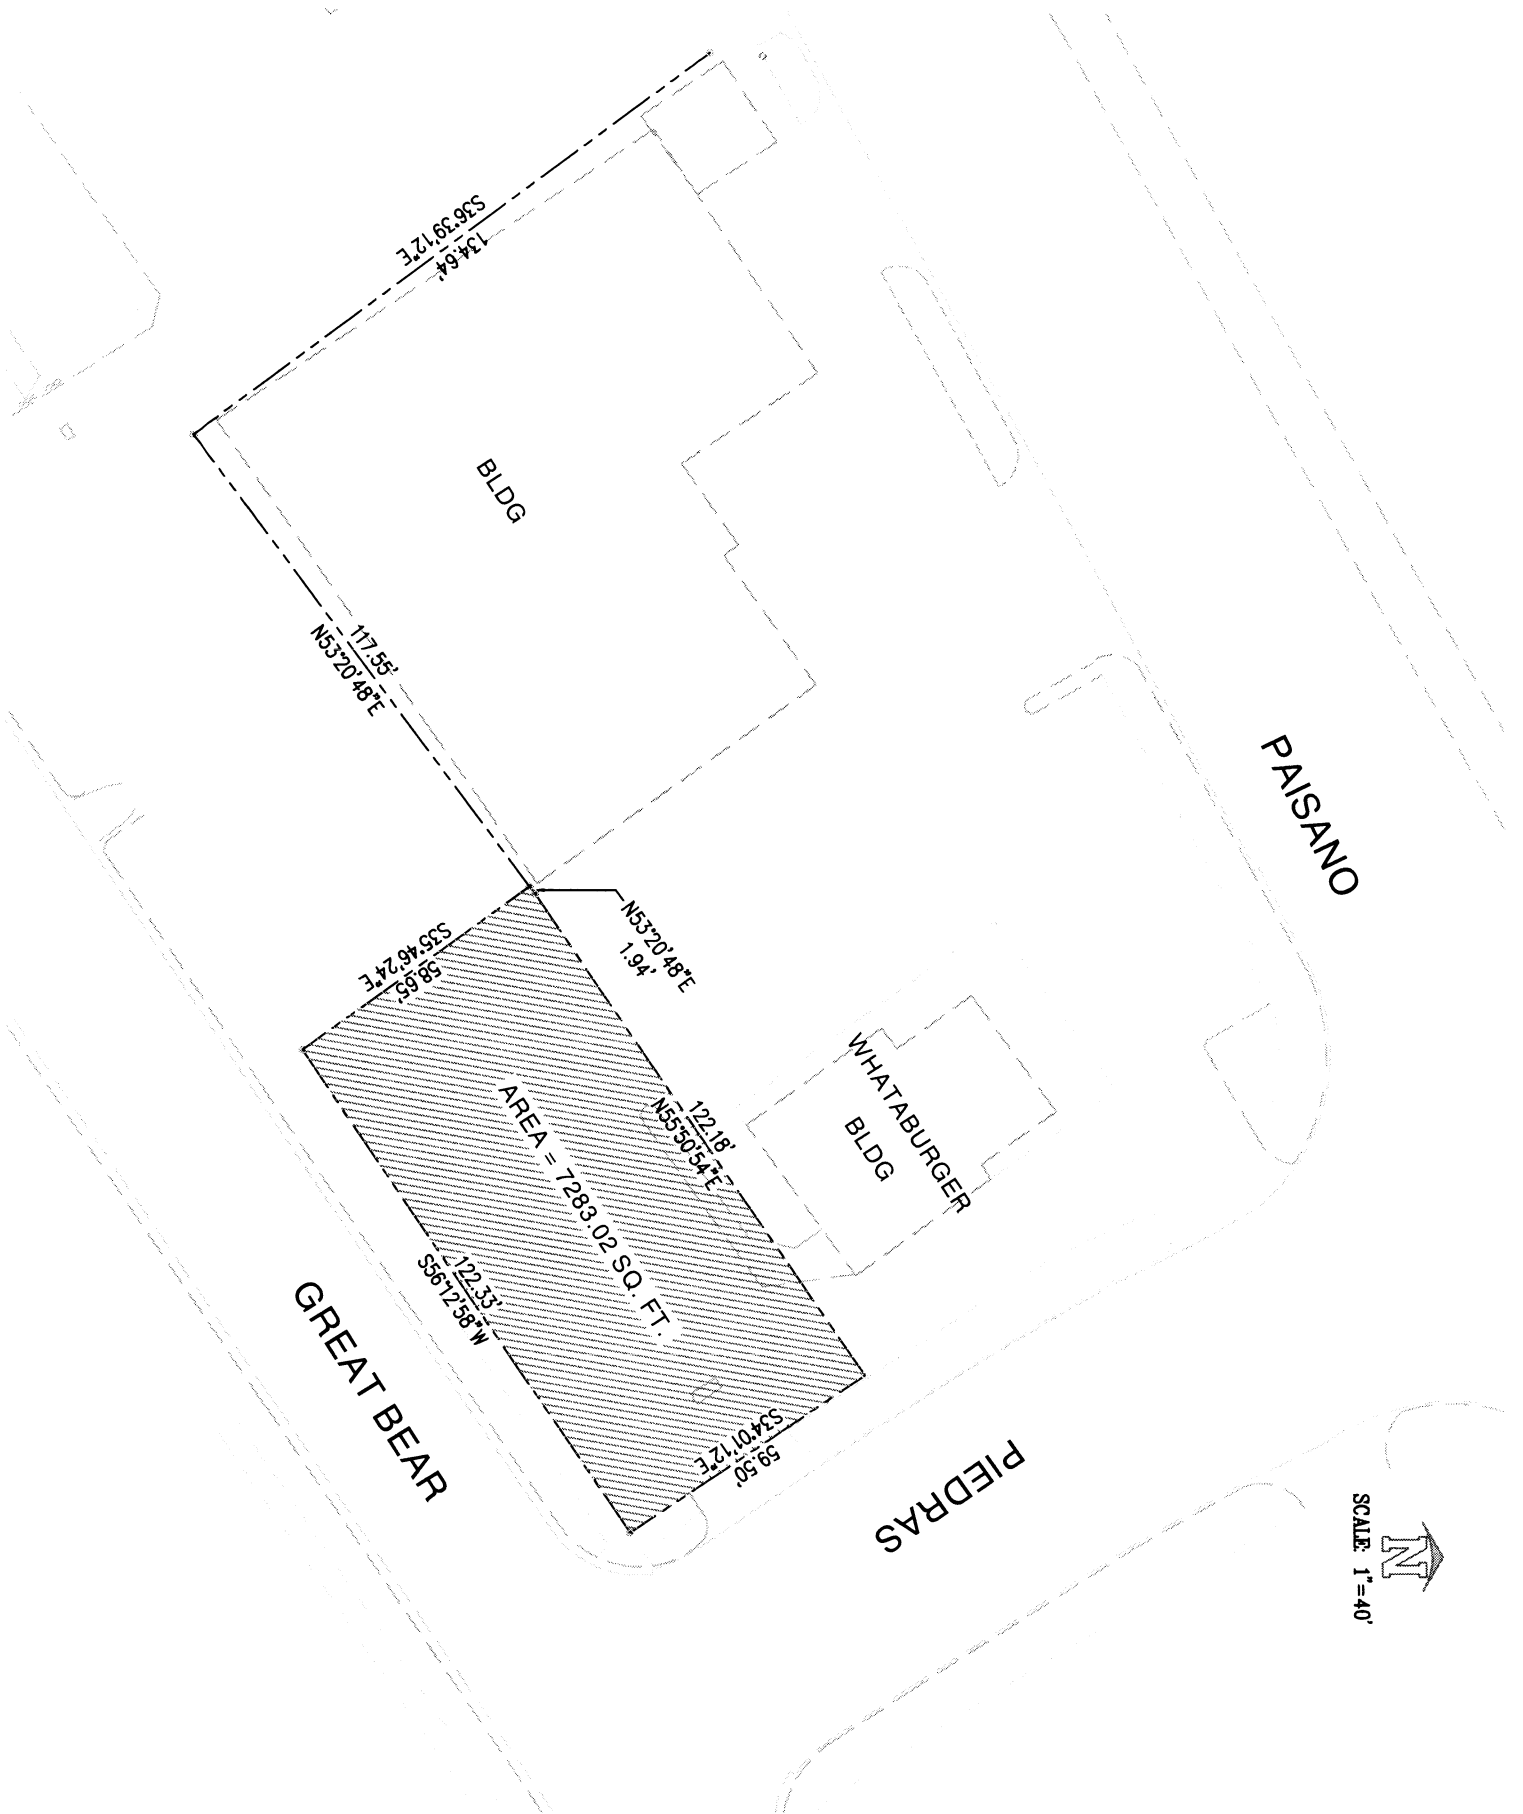 S36°39'12"E
134.64'
BLDG
117.55'
N53°20'48"E
PAISANO
N53°20'48"E
1.94'
S35°46'24"E
58.65'
WHATABURGER
BLDG
122.18'
N55°50'54"E
AREA = 7283.02 SQ. FT.
122.33'
S56°12'58"W
GREAT BEAR
S34°01'12"E
59.50'
PIEDRAS
N
SCALE: 1"=40'